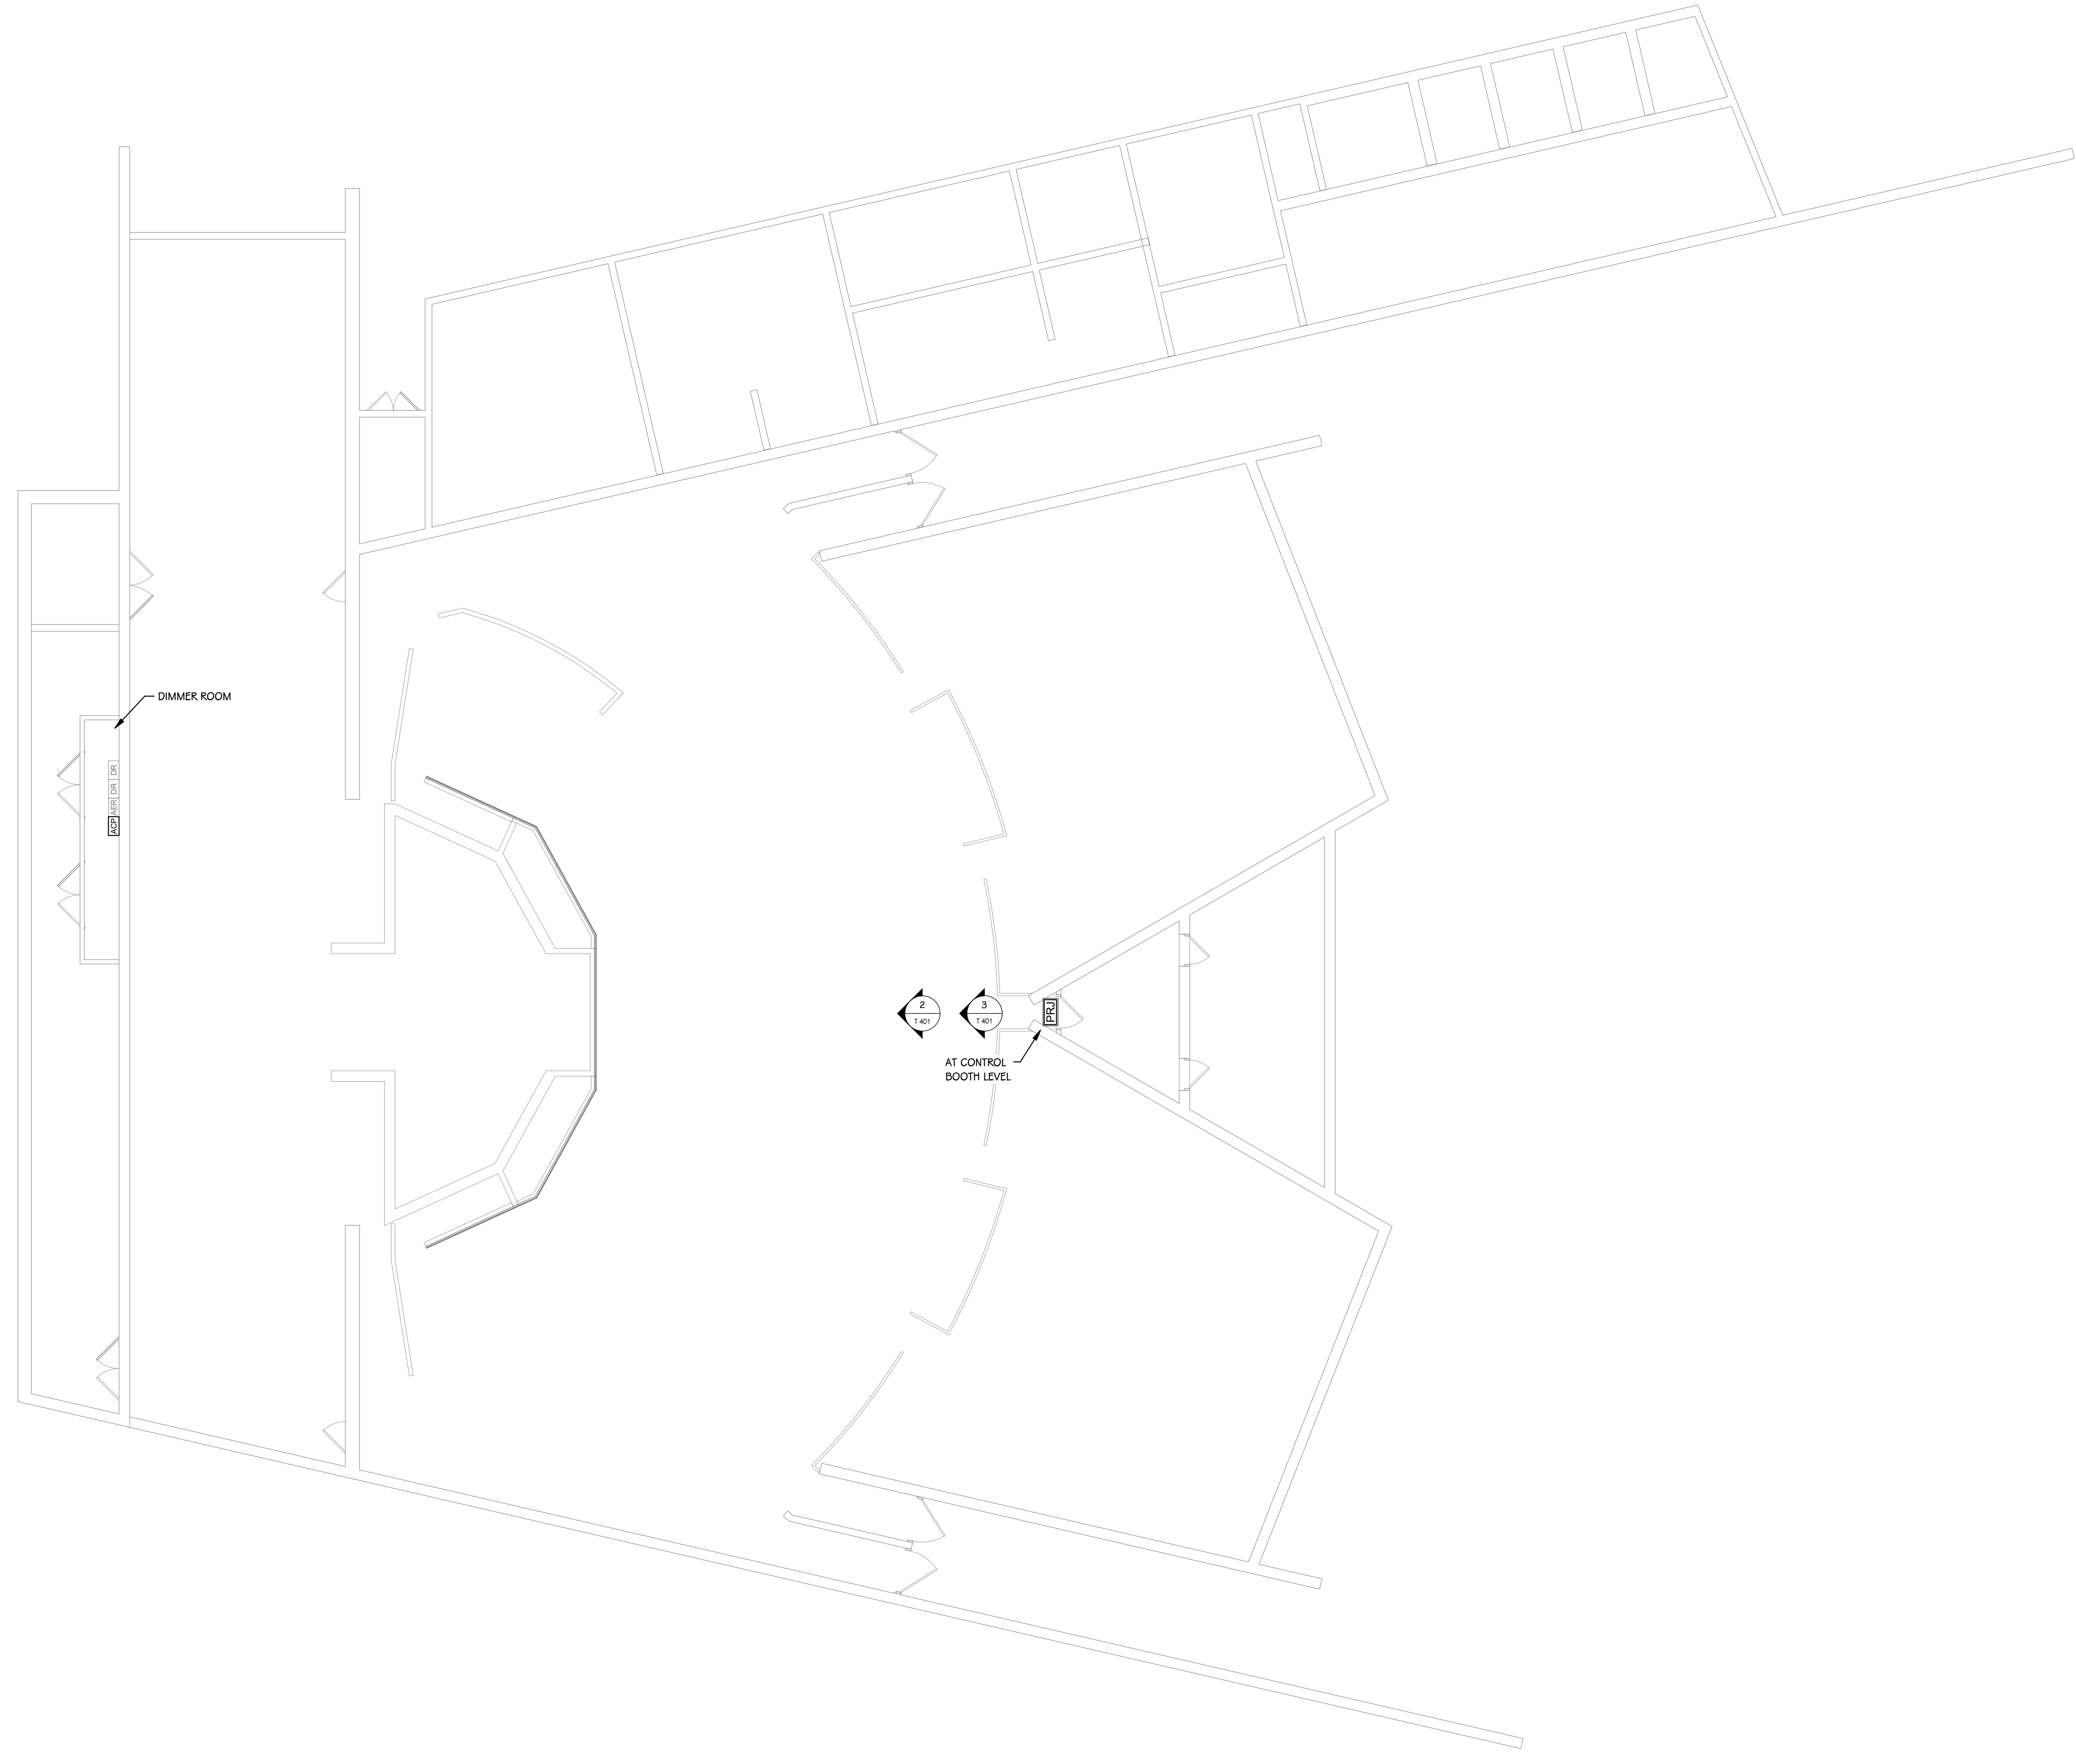 DIMMER ROOM
DR
DR
AER
ACP
2
T 401
3
T 401
PRJ
AT CONTROL
BOOTH LEVEL